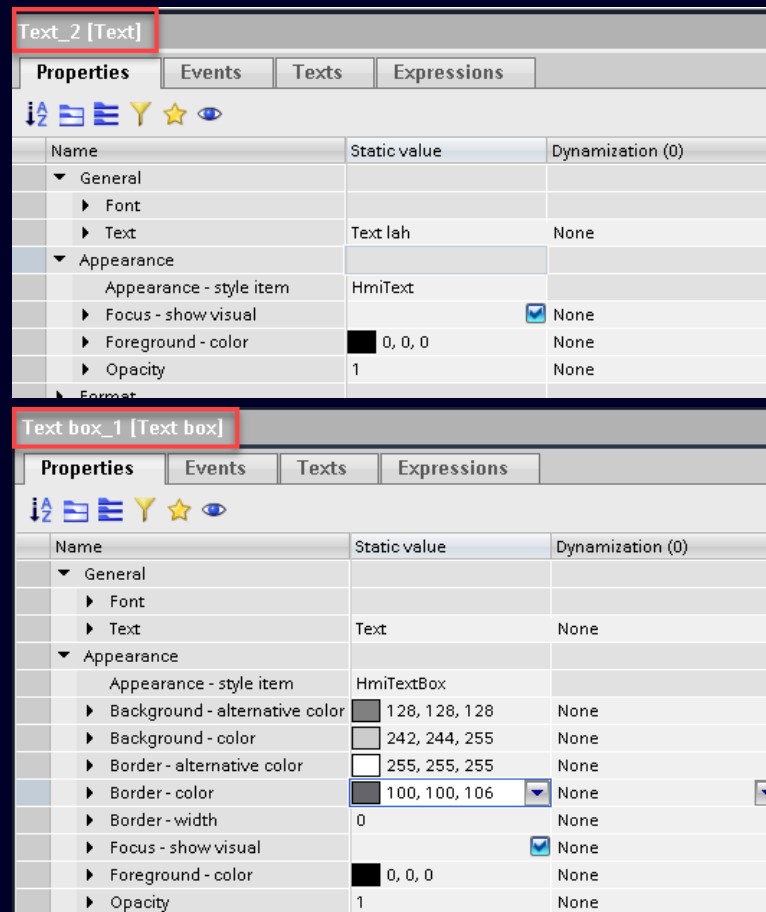 Text_2 [Text]
Properties Events Texts Expressions
Name Static value Dynamization (0)
General
Font
Text Text lah None
Appearance
Appearance - style item HmiText
Focus - show visual None
Foreground - color 0, 0, 0 None
Opacity 1 None
Format
Text box_1 [Text box]
Properties Events Texts Expressions
Name Static value Dynamization (0)
General
Font
Text Text None
Appearance
Appearance - style item HmiTextBox
Background - alternative color 128, 128, 128 None
Background - color 242, 244, 255 None
Border - alternative color 255, 255, 255 None
Border - color 100, 100, 106 None
Border - width 0 None
Focus - show visual None
Foreground - color 0, 0, 0 None
Opacity 1 None